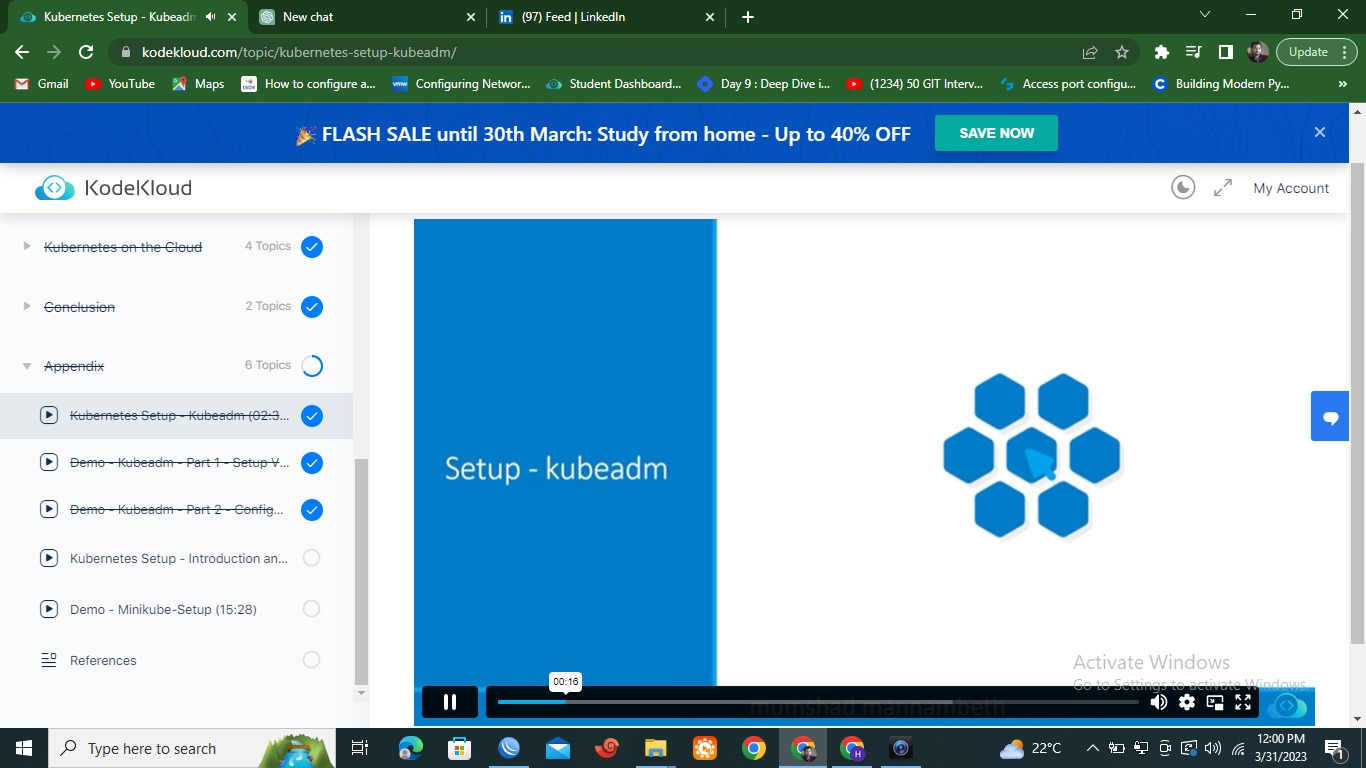 Kubernetes Setup - Kubeadm
New chat
(97) Feed | LinkedIn
kodekloud.com/topic/kubernetes-setup-kubeadm/
Update
Gmail
YouTube
Maps
How to configure a...
Configuring Networ...
Student Dashboard...
Day 9 : Deep Dive i...
(1234) 50 GIT Interv...
Access port configu...
Building Modern Py...
»
FLASH SALE until 30th March: Study from home - Up to 40% OFF
SAVE NOW
KodeKloud
My Account
Kubernetes on the Cloud 4 Topics
Conclusion 2 Topics
Appendix 6 Topics
Kubernetes Setup - Kubeadm (02:3...
Demo - Kubeadm - Part 1 - Setup V...
Demo - Kubeadm - Part 2 - Config...
Kubernetes Setup - Introduction an...
Demo - Minikube-Setup (15:28)
References
Setup - kubeadm
00:16
mumshad mannambeth
Activate Windows
Go to Settings to activate Windows.
Type here to search
22°C
12:00 PM
3/31/2023
1